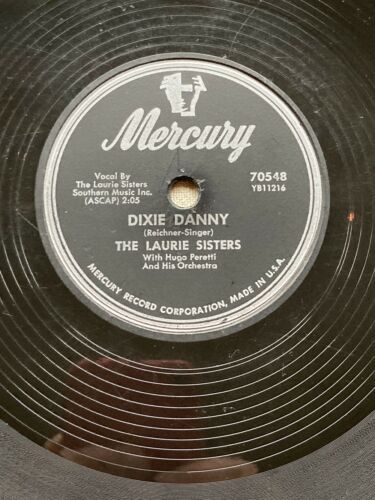 Mercury
Vocal By
The Laurie Sisters
Southern Music Inc.
(ASCAP) 2:05
70548
YB11216
DIXIE DANNY
(Reichner-Singer)
THE LAURIE SISTERS
With Hugo Peretti
And His Orchestra
MERCURY RECORD CORPORATION, MADE IN U.S.A.